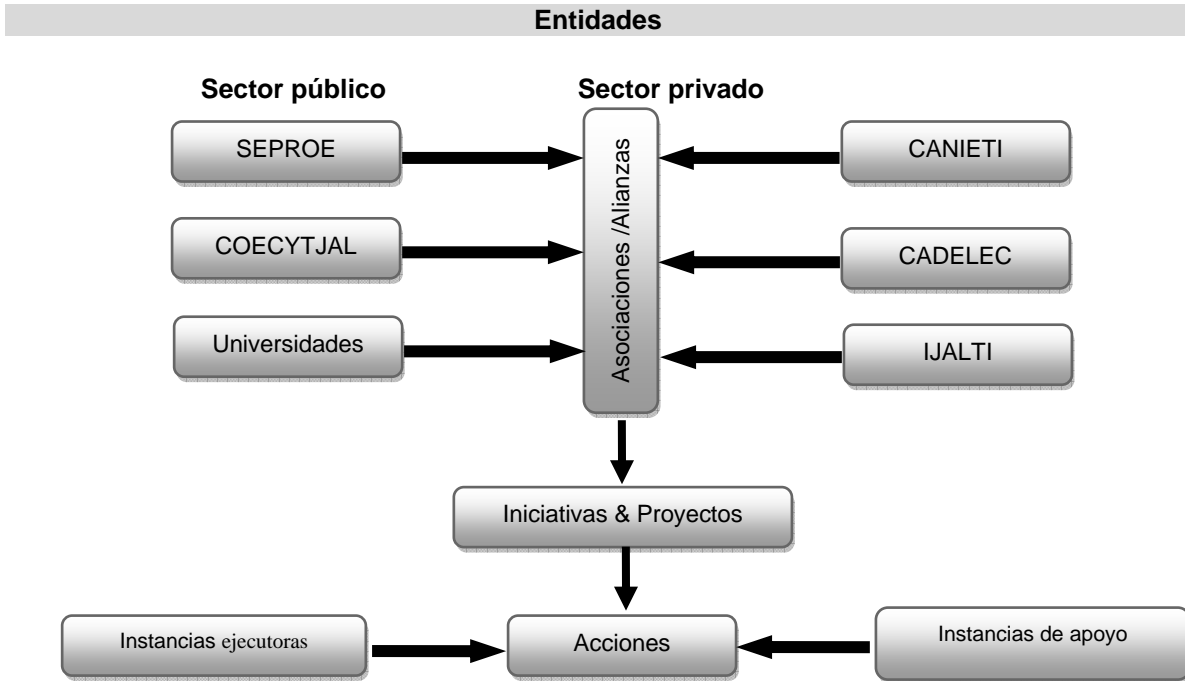 Entidades
Sector público
Sector privado
SEPROE
CANIETI
Asociaciones /Alianzas
COECYTJAL
CADELEC
Universidades
IJALTI
Iniciativas & Proyectos
Instancias ejecutoras
Acciones
Instancias de apoyo